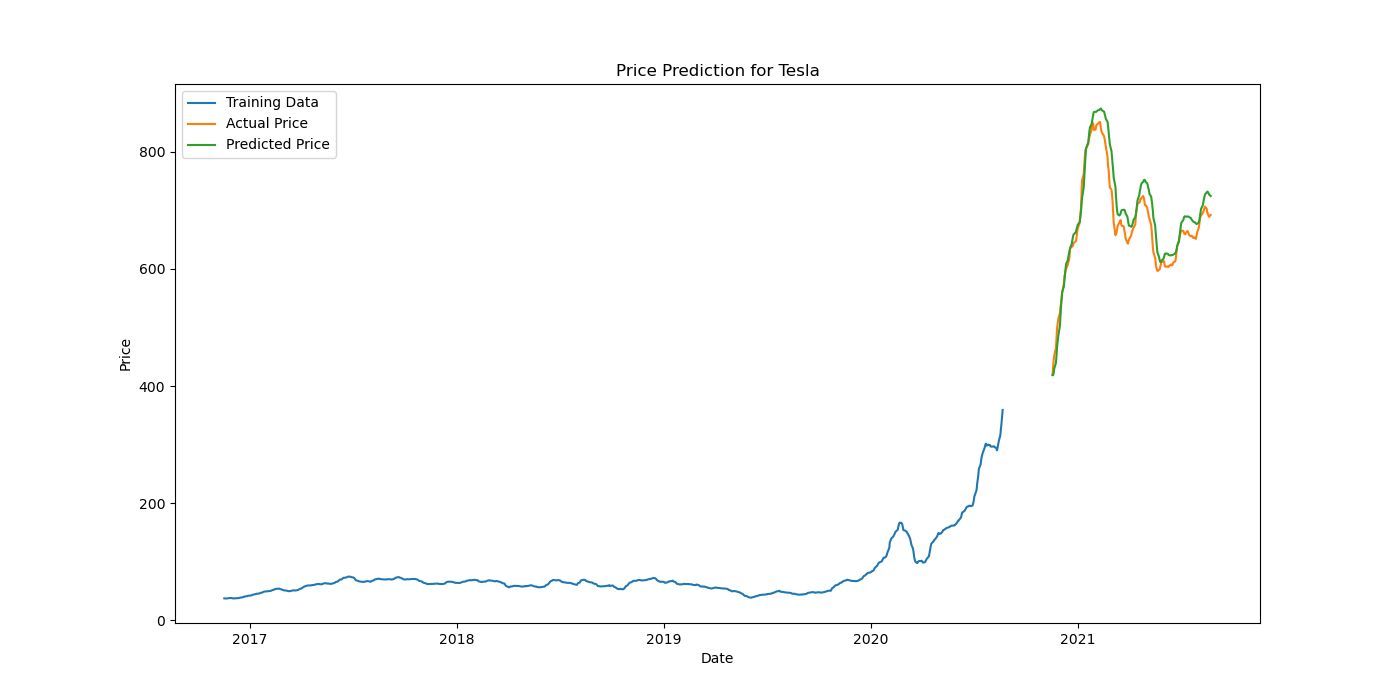 Price Prediction for Tesla
Training Data
Actual Price
Predicted Price
800
600
400
200
0
Price
2017
2018
2019
2020
2021
Date